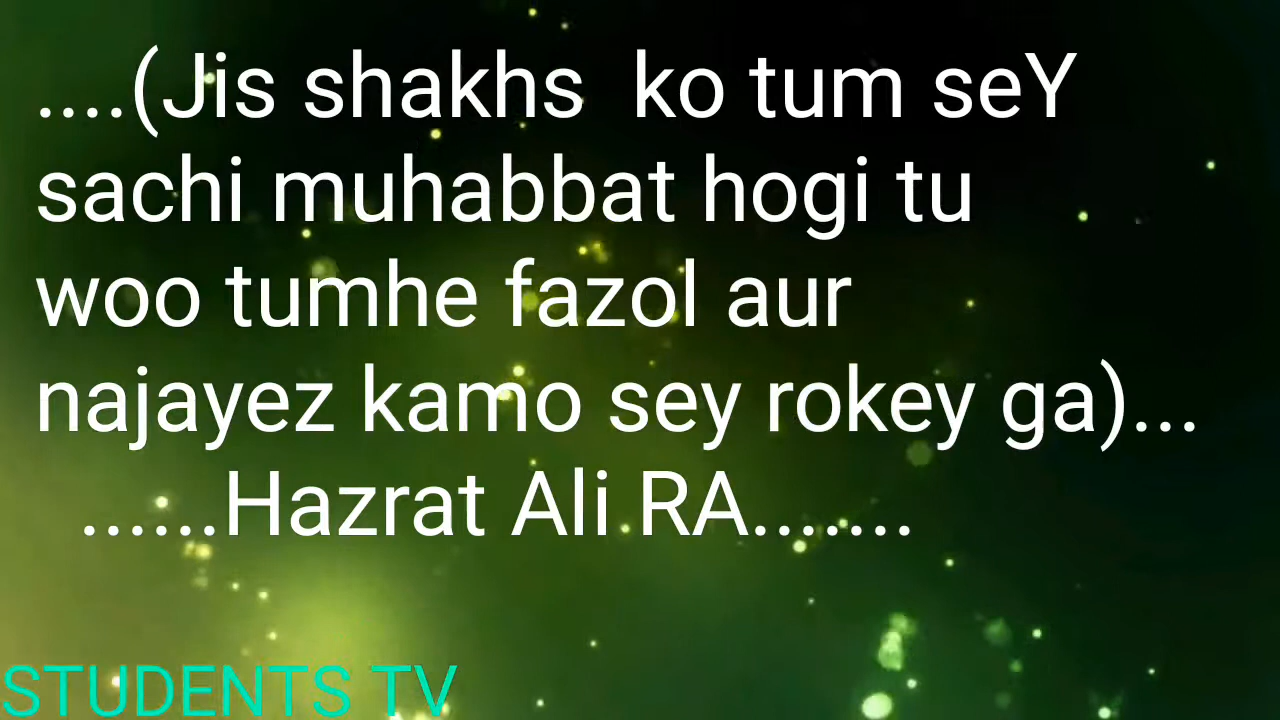 ....(Jis shakhs  ko tum seY
sachi muhabbat hogi tu
woo tumhe fazol aur
najayez kamo sey rokey ga)...
......Hazrat Ali RA.......
STUDENTS TV